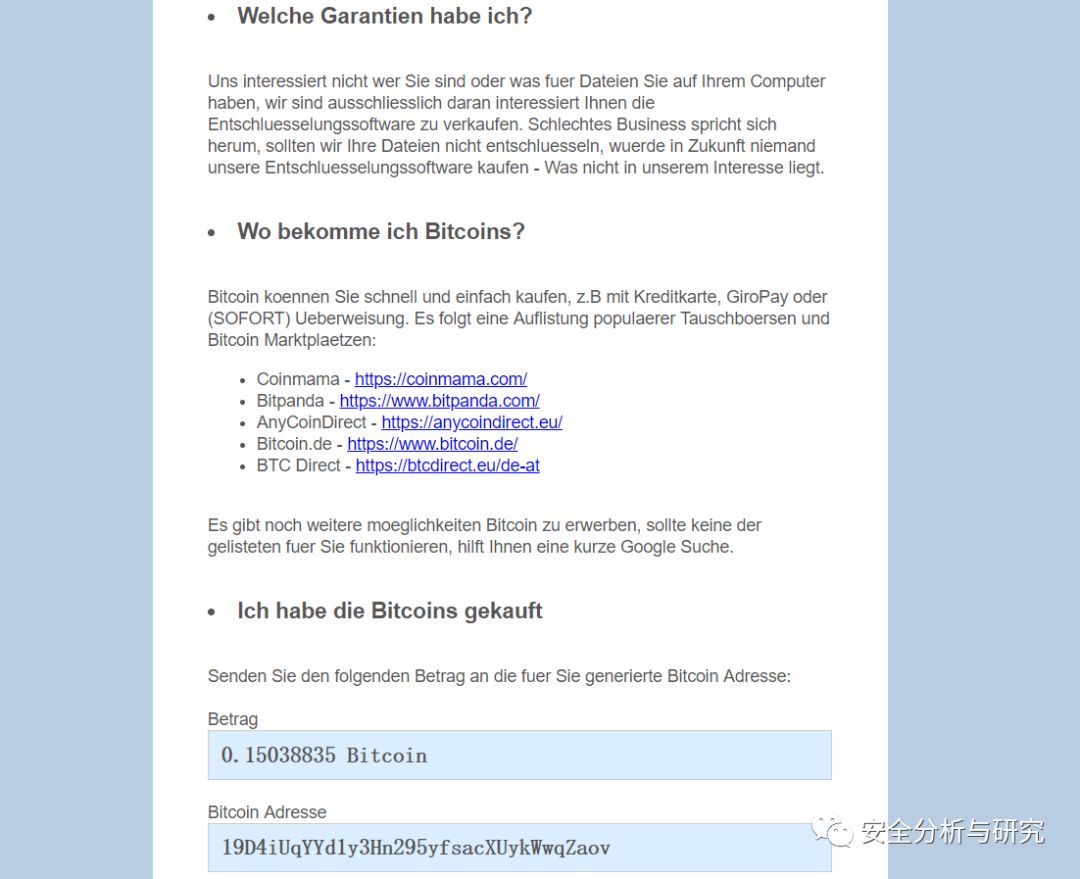 Welche Garantien habe ich?
Uns interessiert nicht wer Sie sind oder was fuer Dateien Sie auf Ihrem Computer
haben, wir sind ausschliesslich daran interessiert Ihnen die
Entschluesselungssoftware zu verkaufen. Schlechtes Business spricht sich
herum, sollten wir Ihre Dateien nicht entschluesseln, wuerde in Zukunft niemand
unsere Entschluesselungssoftware kaufen - Was nicht in unserem Interesse liegt.
Wo bekomme ich Bitcoins?
Bitcoin koennen Sie schnell und einfach kaufen, z.B mit Kreditkarte, GiroPay oder
(SOFORT) Ueberweisung. Es folgt eine Auflistung populaerer Tauschboersen und
Bitcoin Marktplaetzen:
Coinmama - https://coinmama.com/
Bitpanda - https://www.bitpanda.com/
AnyCoinDirect - https://anycoindirect.eu/
Bitcoin.de - https://www.bitcoin.de/
BTC Direct - https://btcdirect.eu/de-at
Es gibt noch weitere moeglichkeiten Bitcoin zu erwerben, sollte keine der
gelisteten fuer Sie funktionieren, hilft Ihnen eine kurze Google Suche.
Ich habe die Bitcoins gekauft
Senden Sie den folgenden Betrag an die fuer Sie generierte Bitcoin Adresse:
Betrag
0.15038835 Bitcoin
Bitcoin Adresse
19D4iUqYYd1y3Hn295yfsacXUykWwqZaov
安全分析与研究